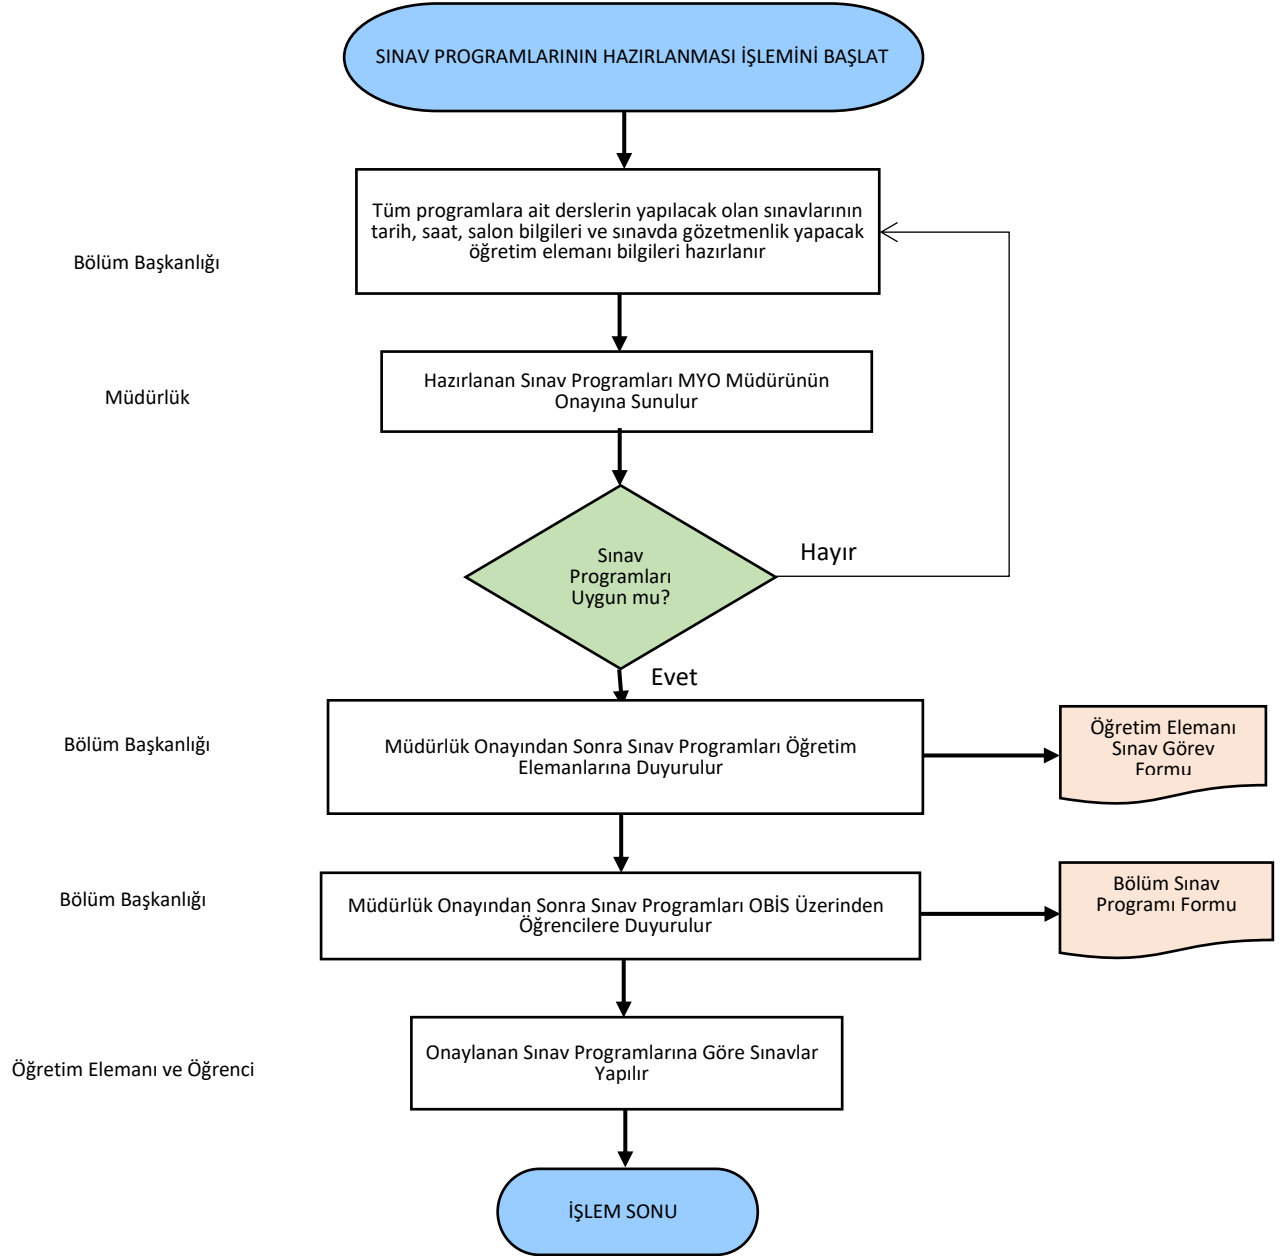 SINAV PROGRAMLARININ HAZIRLANMASI İŞLEMİNİ BAŞLAT
Tüm programlara ait derslerin yapılacak olan sınavlarının
tarih, saat, salon bilgileri ve sınavda gözetmenlik yapacak
öğretim elemanı bilgileri hazırlanır
Bölüm Başkanlığı
Hazırlanan Sınav Programları MYO Müdürünün
Onayına Sunulur
Müdürlük
Sınav
Programları
Uygun mu?
Hayır
Evet
Bölüm Başkanlığı
Müdürlük Onayından Sonra Sınav Programları Öğretim
Elemanlarına Duyurulur
Öğretim Elemanı
Sınav Görev
Formu
Bölüm Başkanlığı
Müdürlük Onayından Sonra Sınav Programları OBİS Üzerinden
Öğrencilere Duyurulur
Bölüm Sınav
Programı Formu
Öğretim Elemanı ve Öğrenci
Onaylanan Sınav Programlarına Göre Sınavlar
Yapılır
İŞLEM SONU